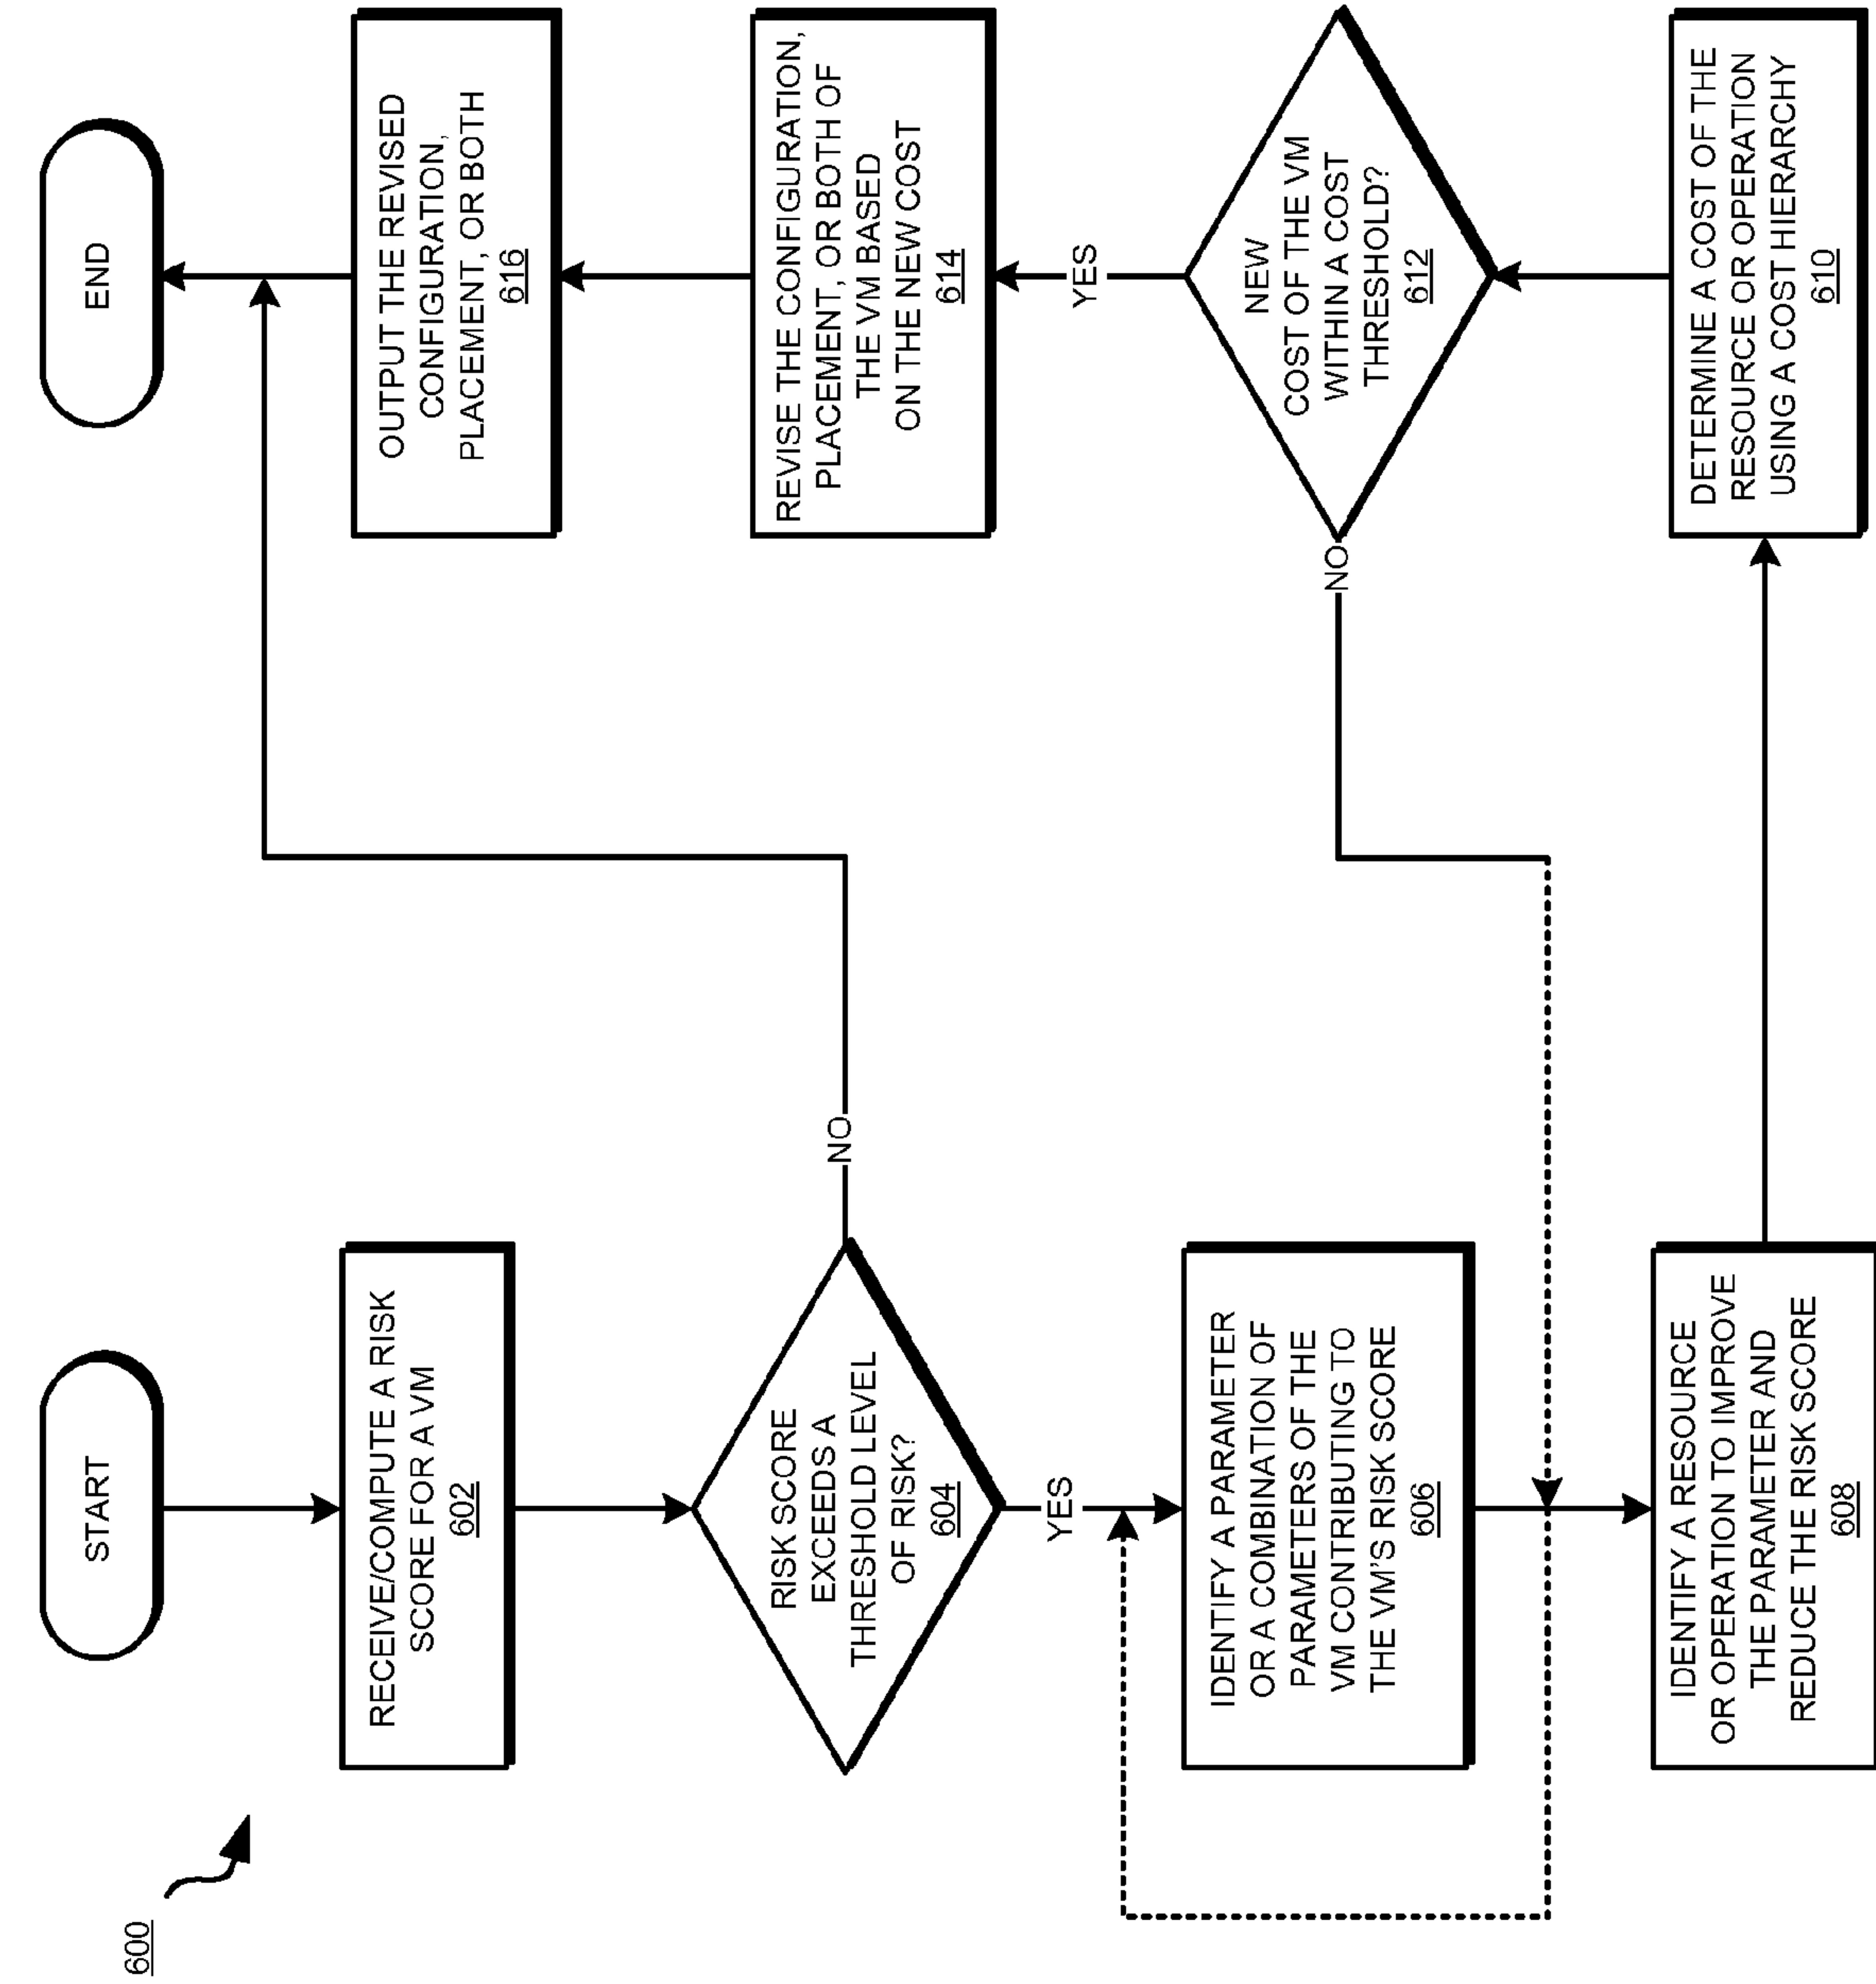 600
START
RECEIVE/COMPUTE A RISK
SCORE FOR A VM
602
RISK SCORE
EXCEEDS A
THRESHOLD LEVEL
OF RISK?
604
NO
YES
IDENTIFY A PARAMETER
OR A COMBINATION OF
PARAMETERS OF THE
VM CONTRIBUTING TO
THE VM'S RISK SCORE
606
IDENTIFY A RESOURCE
OR OPERATION TO IMPROVE
THE PARAMETER AND
REDUCE THE RISK SCORE
608
DETERMINE A COST OF THE
RESOURCE OR OPERATION
USING A COST HIERARCHY
610
NEW
COST OF THE VM
WITHIN A COST
THRESHOLD?
612
NO
YES
REVISE THE CONFIGURATION,
PLACEMENT, OR BOTH OF
THE VM BASED
ON THE NEW COST
614
OUTPUT THE REVISED
CONFIGURATION,
PLACEMENT, OR BOTH
616
END